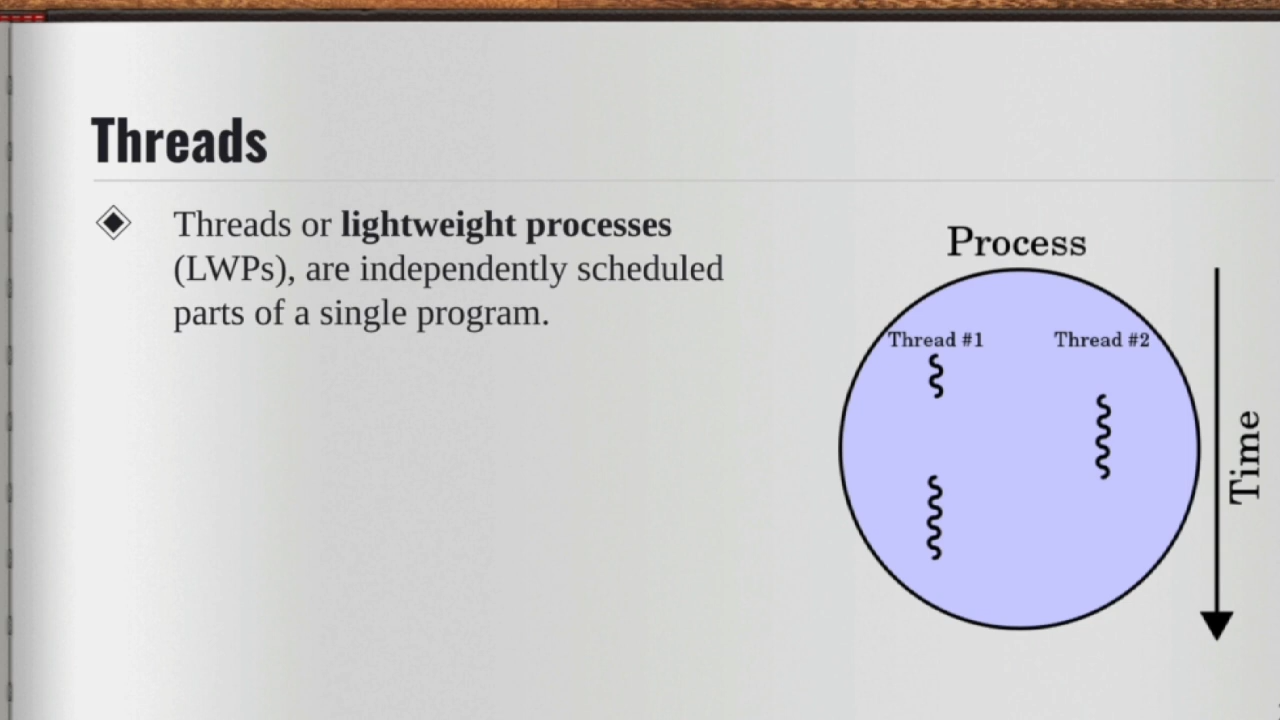 Threads
Threads or lightweight processes
(LWPs), are independently scheduled
parts of a single program.
Process
Thread #1
Thread #2
Time